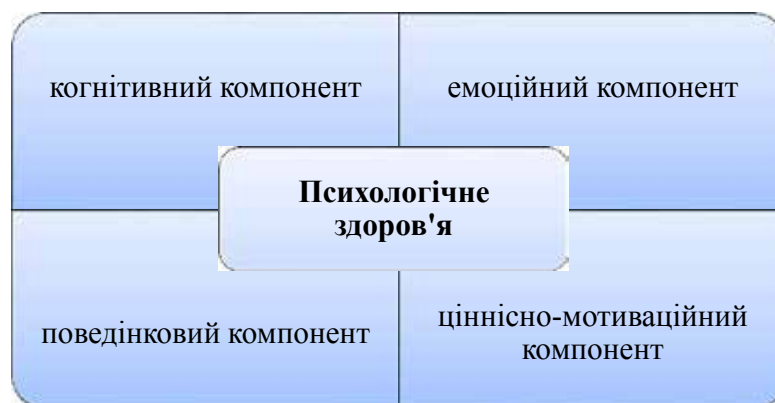 когнітивний компонент
емоційний компонент
Психологічне
здоров'я
поведінковий компонент
ціннісно-мотиваційний
компонент